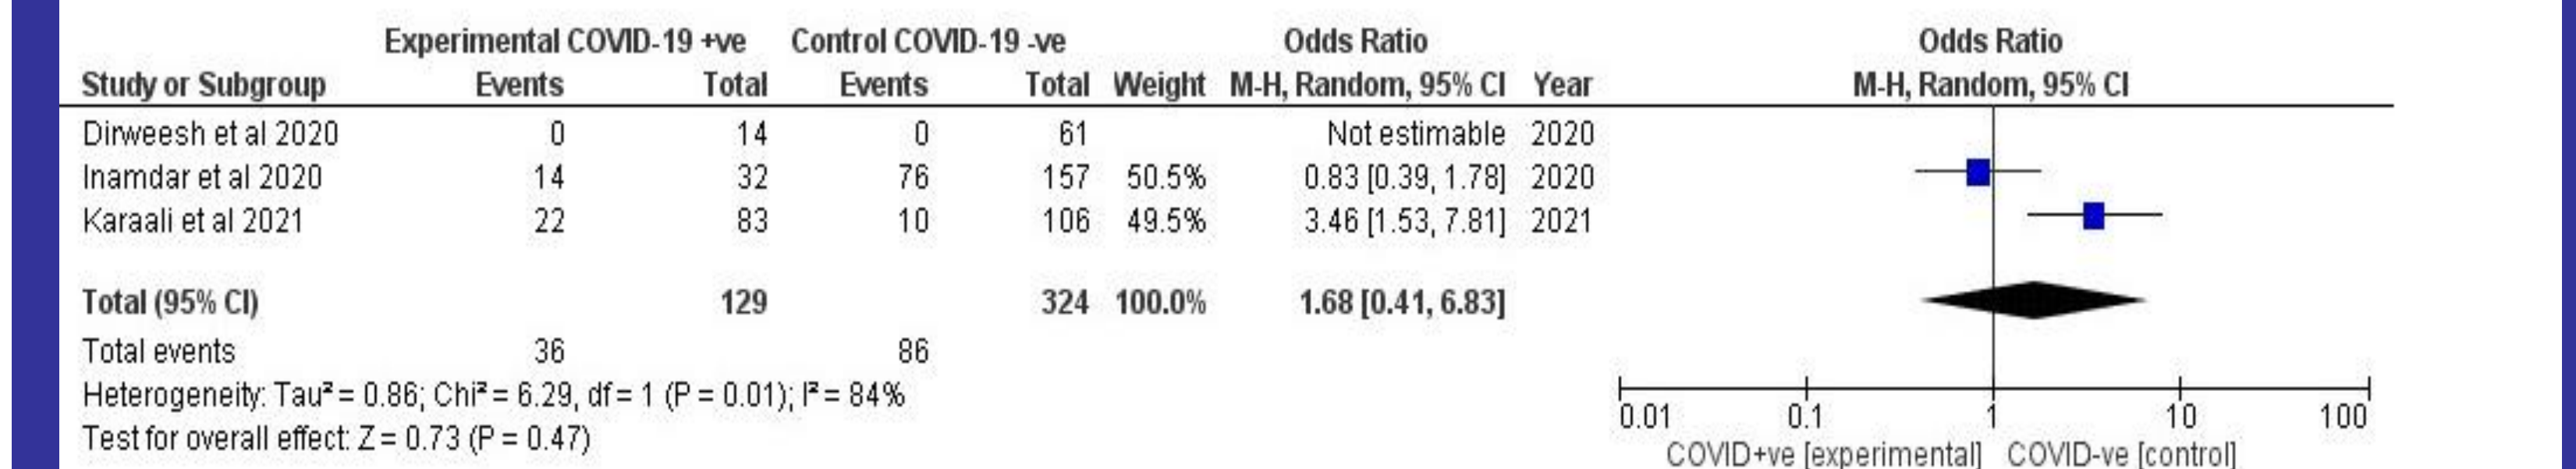 Experimental COVID-19 +ve Control COVID-19 -ve Odds Ratio Odds Ratio
Study or Subgroup Events Total Events Total Weight M-H, Random, 95% CI Year M-H, Random, 95% CI
Dirweesh et al 2020 0 14 0 61 Not estimable 2020
Inamdar et al 2020 14 32 76 157 50.5% 0.83 [0.39, 1.78] 2020
Karaali et al 2021 22 83 10 106 49.5% 3.46 [1.53, 7.81] 2021
Total (95% CI) 129 324 100.0% 1.68 [0.41, 6.83]
Total events 36 86
Heterogeneity: Tau² = 0.86; Chi² = 6.29, df = 1 (P = 0.01); I² = 84%
Test for overall effect: Z = 0.73 (P = 0.47)
0.01 0.1 1 10 100
COVID+ve [experimental] COVID-ve [control]